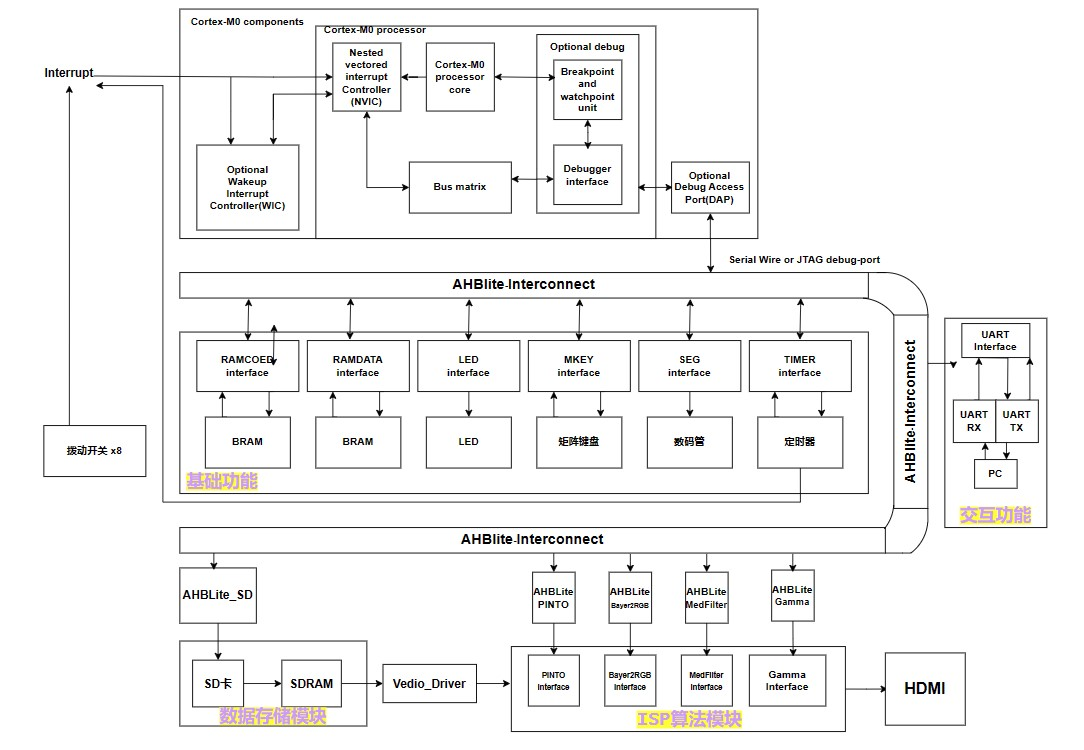 Cortex-M0 components
Cortex-M0 processor
Interrupt
Nested
vectored
interrupt
Controller
(NVIC)
Cortex-M0
processor
core
Optional debug
Breakpoint
and
watchpoint
unit
Optional
Wakeup
Interrupt
Controller(WIC)
Bus matrix
Debugger
interface
Optional
Debug Access
Port(DAP)
Serial Wire or JTAG debug-port
AHBlite-Interconnect
RAMCOED
interface
RAMDATA
interface
LED
interface
MKEY
interface
SEG
interface
TIMER
interface
BRAM
BRAM
LED
矩阵键盘
数码管
定时器
基础功能
拨动开关 x8
AHBlite-Interconnect
UART
Interface
UART
RX
UART
TX
PC
交互功能
AHBlite-Interconnect
AHBLite_SD
AHBLite
PINTO
AHBLite
Bayer2RGB
AHBLite
MedFilter
AHBLite
Gamma
SD卡
SDRAM
数据存储模块
Vedio_Driver
PINTO
Interface
Bayer2RGB
Interface
MedFilter
Interface
Gamma
Interface
ISP算法模块
HDMI